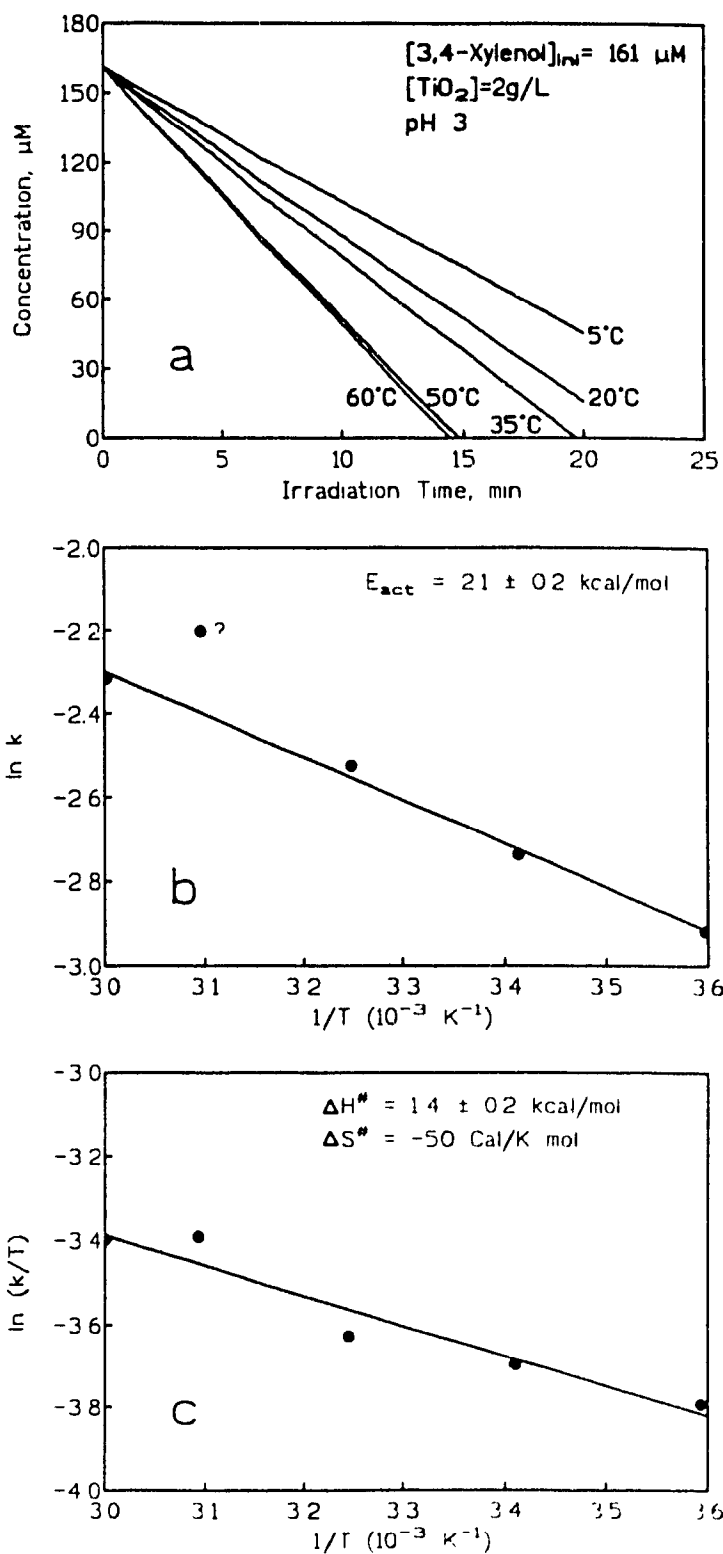 180
150
120
90
60
30
0
Concentration, μM
[3,4-Xylenol]ini= 161 μM
[TiO2]=2g/L
pH 3
a
5°C
20°C
35°C
50°C
60°C
0 5 10 15 20 25
Irradiation Time, min
-2.0
-2 2
-2.4
-2 6
-2 8
-3.0
ln k
Eact = 21 ± 02 kcal/mol
?
b
30 31 32 33 34 35 36
1/T (10-3 K-1)
-3 0
-3 2
-3 4
-3 6
-3 8
-4 0
ln (k/T)
ΔH# = 14 ± 02 kcal/mol
ΔS# = -50 Cal/K mol
c
30 31 32 33 34 35 36
1/T (10-3 K-1)